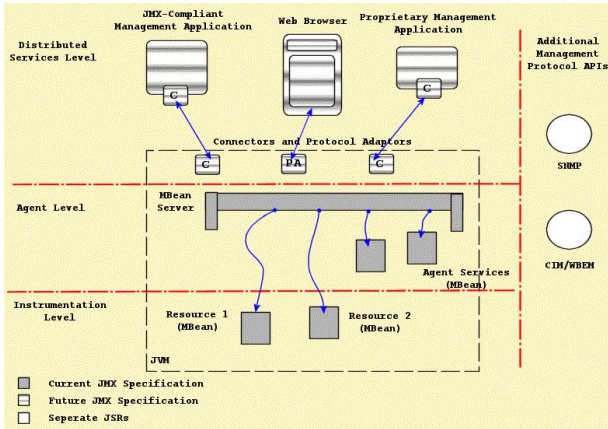 JMX-Compliant
Management Application
Web Browser
Proprietary Management
Application
Distributed
Services Level
Additional
Management
Protocol APIs
C
C
Connectors and Protocol Adaptors
C
PA
C
SNMP
MBean
Server
Agent Level
Agent Services
(MBean)
CIM/WBEM
Instrumentation
Level
Resource 1
(MBean)
Resource 2
(MBean)
JVM
Current JMX Specification
Future JMX Specification
Seperate JSRs